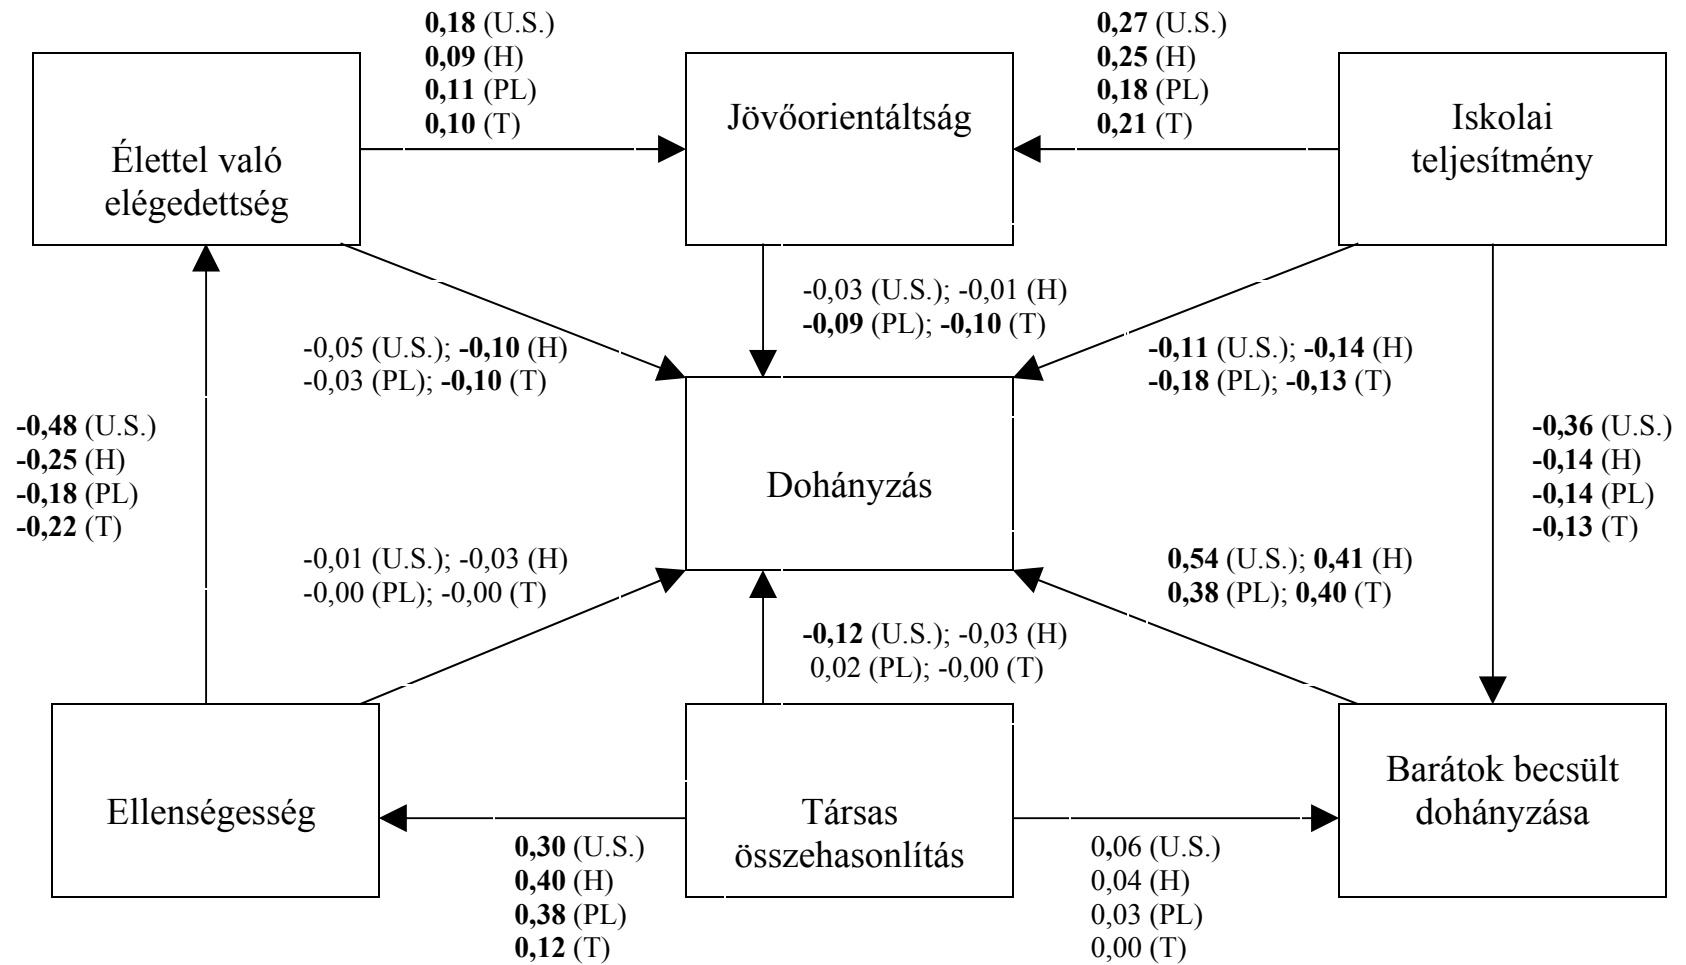 0,18 (U.S.)
0,09 (H)
0,11 (PL)
0,10 (T)
0,27 (U.S.)
0,25 (H)
0,18 (PL)
0,21 (T)
Élettel való
elégedettség
Jövőorientáltság
Iskolai
teljesítmény
-0,03 (U.S.); -0,01 (H)
-0,09 (PL); -0,10 (T)
-0,05 (U.S.); -0,10 (H)
-0,03 (PL); -0,10 (T)
-0,11 (U.S.); -0,14 (H)
-0,18 (PL); -0,13 (T)
-0,48 (U.S.)
-0,25 (H)
-0,18 (PL)
-0,22 (T)
Dohányzás
-0,36 (U.S.)
-0,14 (H)
-0,14 (PL)
-0,13 (T)
-0,01 (U.S.); -0,03 (H)
-0,00 (PL); -0,00 (T)
0,54 (U.S.); 0,41 (H)
0,38 (PL); 0,40 (T)
-0,12 (U.S.); -0,03 (H)
0,02 (PL); -0,00 (T)
Ellenségesség
Társas
összehasonlítás
Barátok becsült
dohányzása
0,30 (U.S.)
0,40 (H)
0,38 (PL)
0,12 (T)
0,06 (U.S.)
0,04 (H)
0,03 (PL)
0,00 (T)